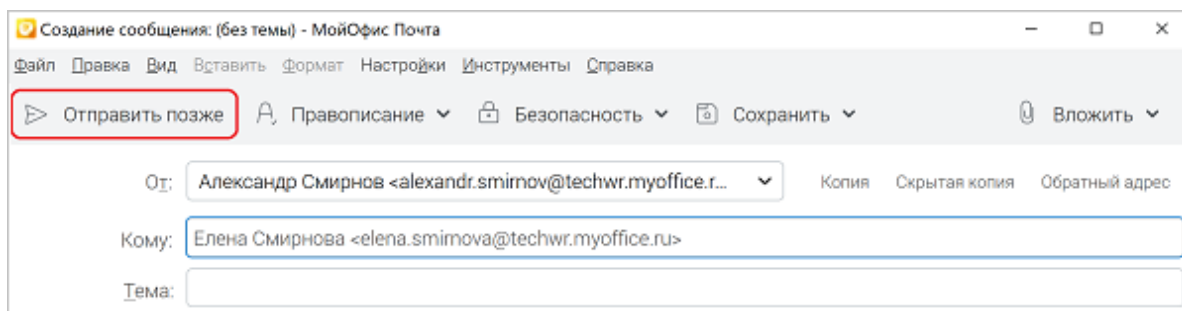 Создание сообщения: (без темы) - МойОфис Почта
Файл Правка Вид Вставить Формат Настройки Инструменты Справка
Отправить позже Правописание Безопасность Сохранить Вложить
От: Александр Смирнов <alexandr.smirnov@techwr.myoffice.r... Копия Скрытая копия Обратный адрес
Кому: Елена Смирнова <elena.smirnova@techwr.myoffice.ru>
Тема: